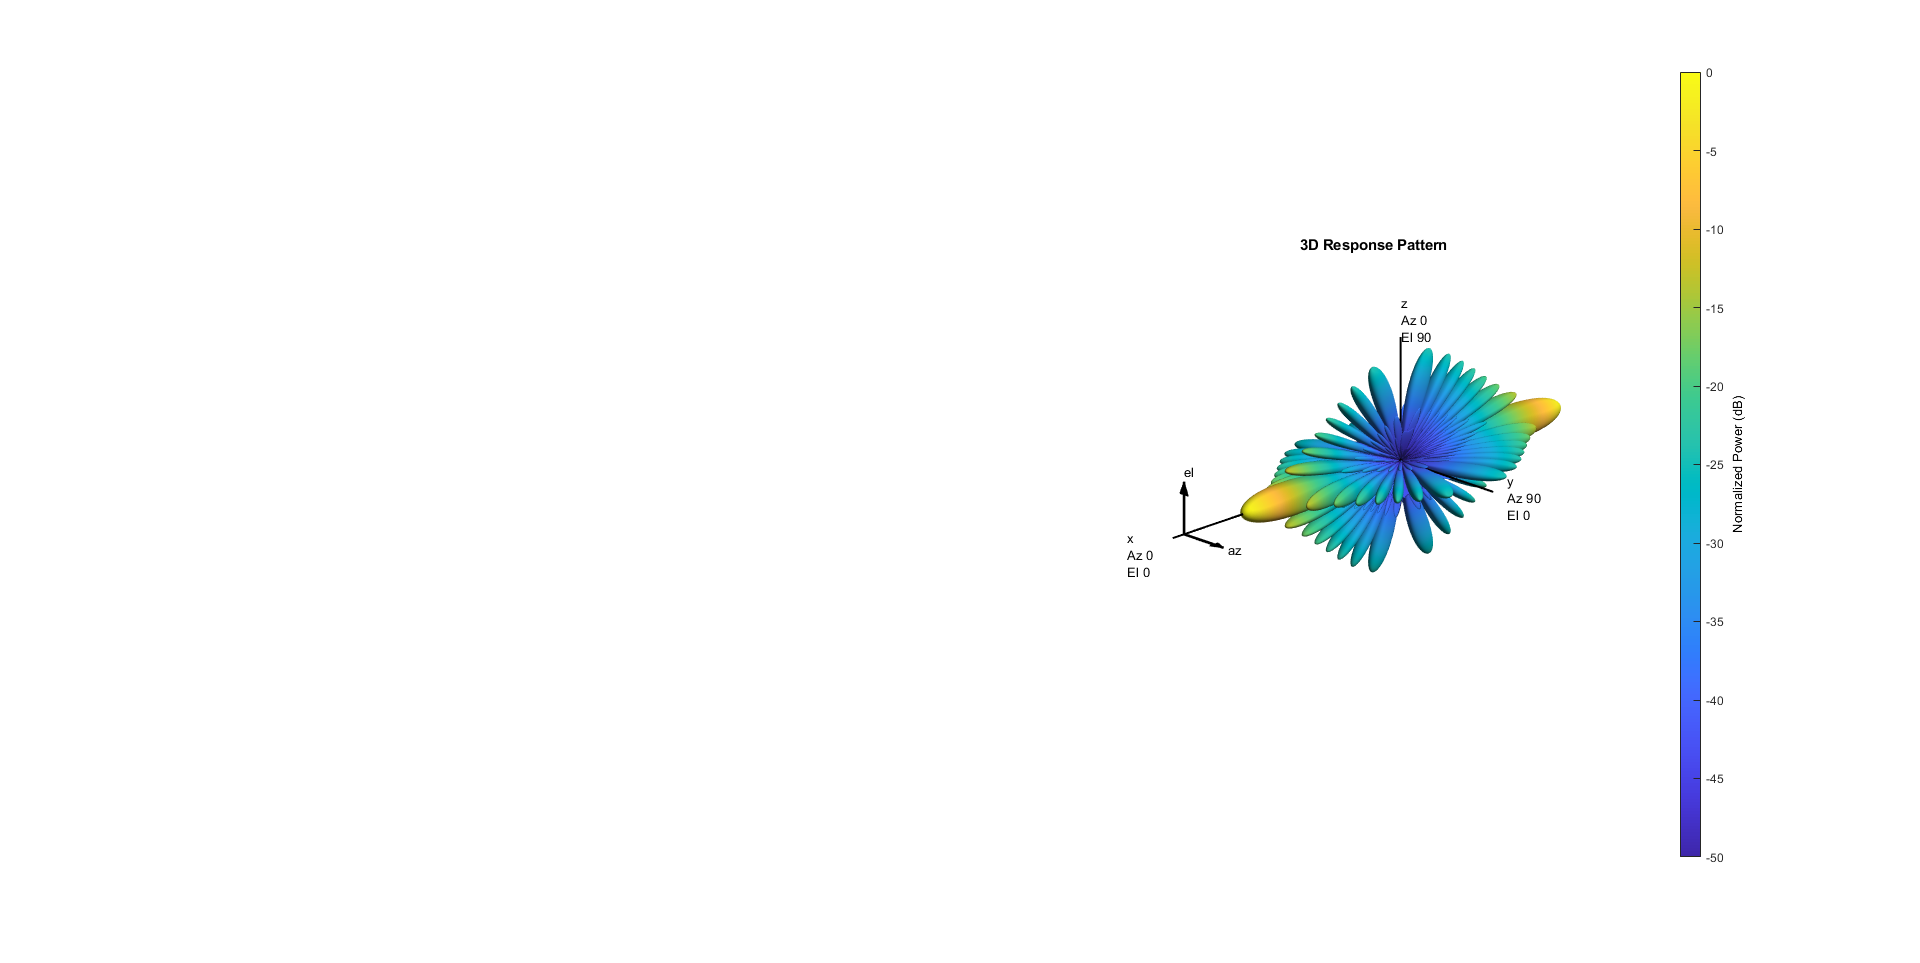 3D Response Pattern
z
Az 0
El 90
el
az
x
Az 0
El 0
y
Az 90
El 0
0
-5
-10
-15
-20
-25
-30
-35
-40
-45
-50
Normalized Power (dB)